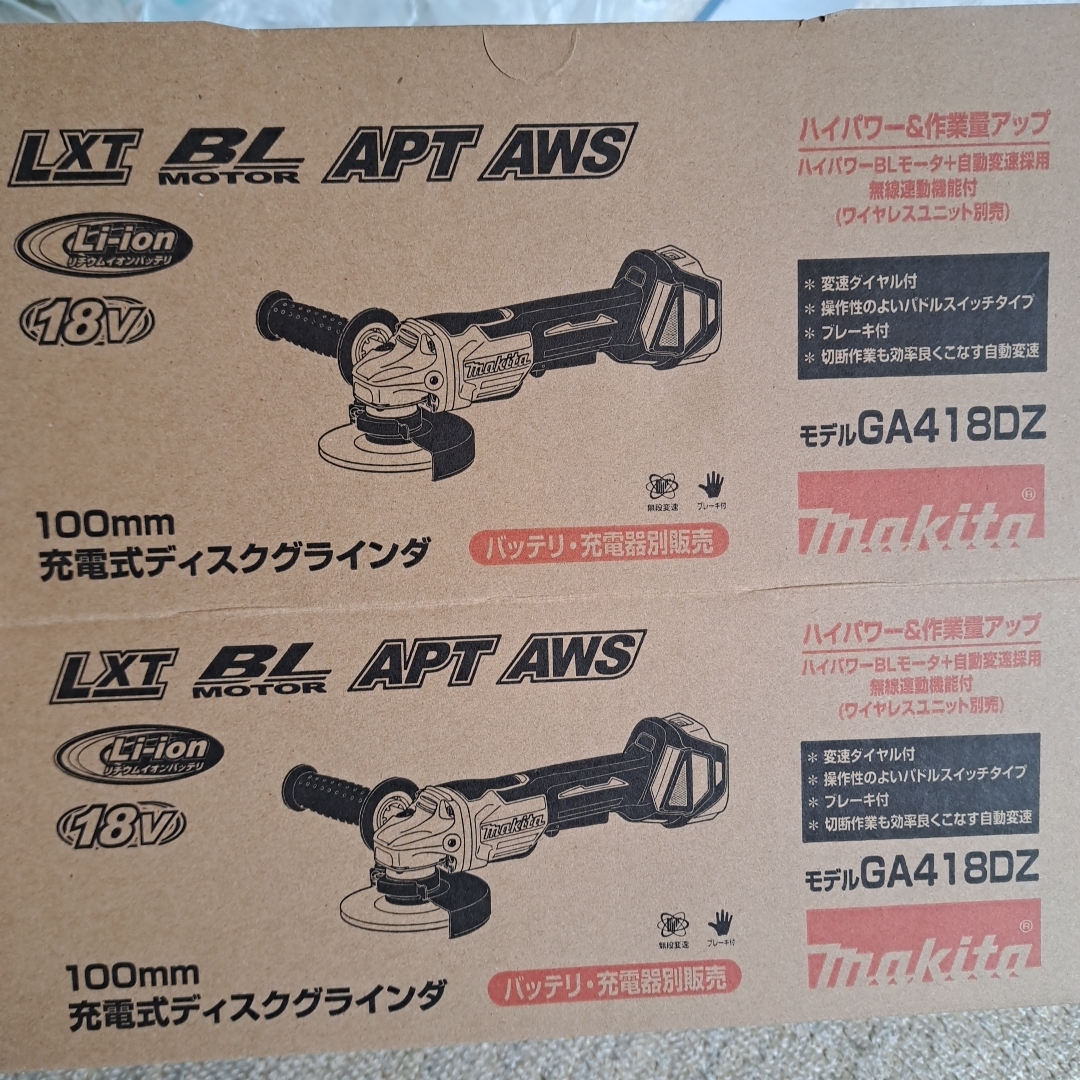 LXT BL MOTOR APT AWS
Li-ion
リチウムイオンバッテリ
18V
makita
100mm
充電式ディスクグラインダ
無段変速 ブレーキ付
バッテリ・充電器別販売
ハイパワー&作業量アップ
ハイパワーBLモータ+自動変速採用
無線連動機能付
(ワイヤレスユニット別売)
* 変速ダイヤル付
* 操作性のよいパドルスイッチタイプ
* ブレーキ付
* 切断作業も効率良くこなす自動変速
モデルGA418DZ
makita®
LXT BL MOTOR APT AWS
Li-ion
リチウムイオンバッテリ
18V
makita
100mm
充電式ディスクグラインダ
無段変速 ブレーキ付
バッテリ・充電器別販売
ハイパワー&作業量アップ
ハイパワーBLモータ+自動変速採用
無線連動機能付
(ワイヤレスユニット別売)
* 変速ダイヤル付
* 操作性のよいパドルスイッチタイプ
* ブレーキ付
* 切断作業も効率良くこなす自動変速
モデルGA418DZ
makita®